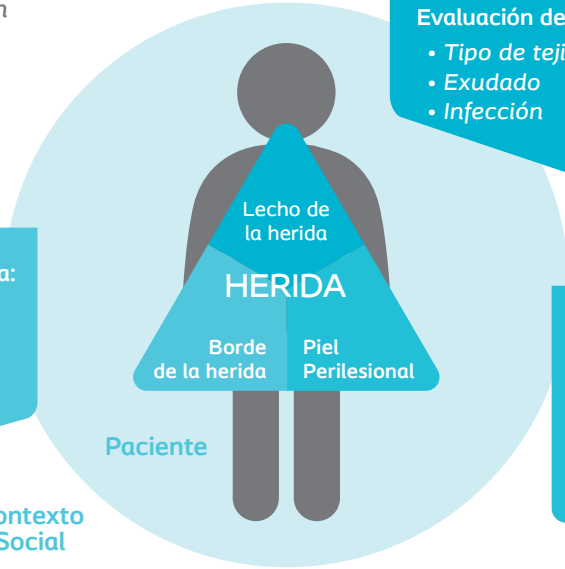 Evaluación de
• Tipo de teji
• Exudado
• Infección
Lecho de
la herida
a:
HERIDA
Borde
de la herida
Piel
Perilesional
Paciente
ontexto
Social